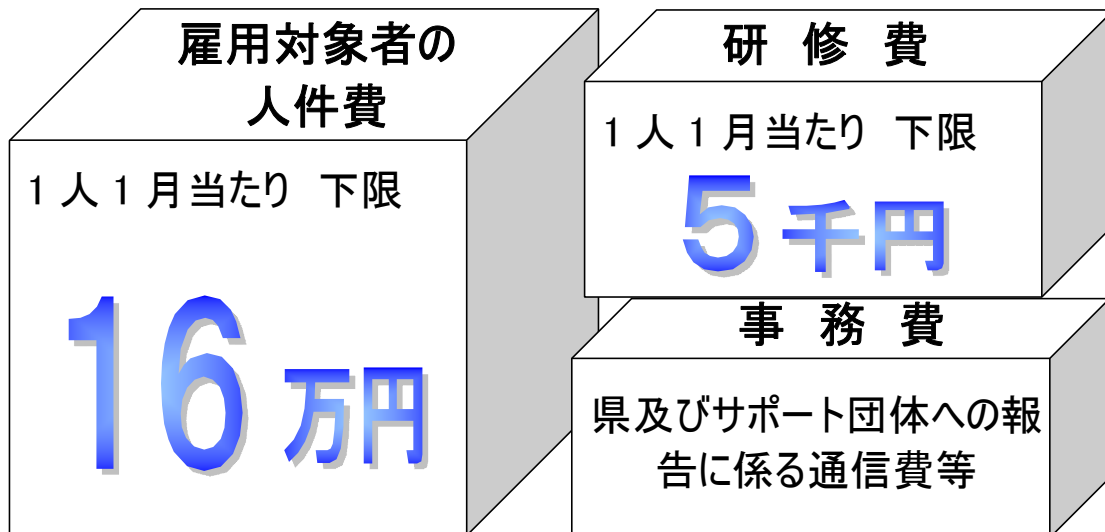 雇用対象者の
人件費
１人１月当たり 下限
16万円
研 修 費
１人１月当たり 下限
５千円
事 務 費
県及びサポート団体への報
告に係る通信費等